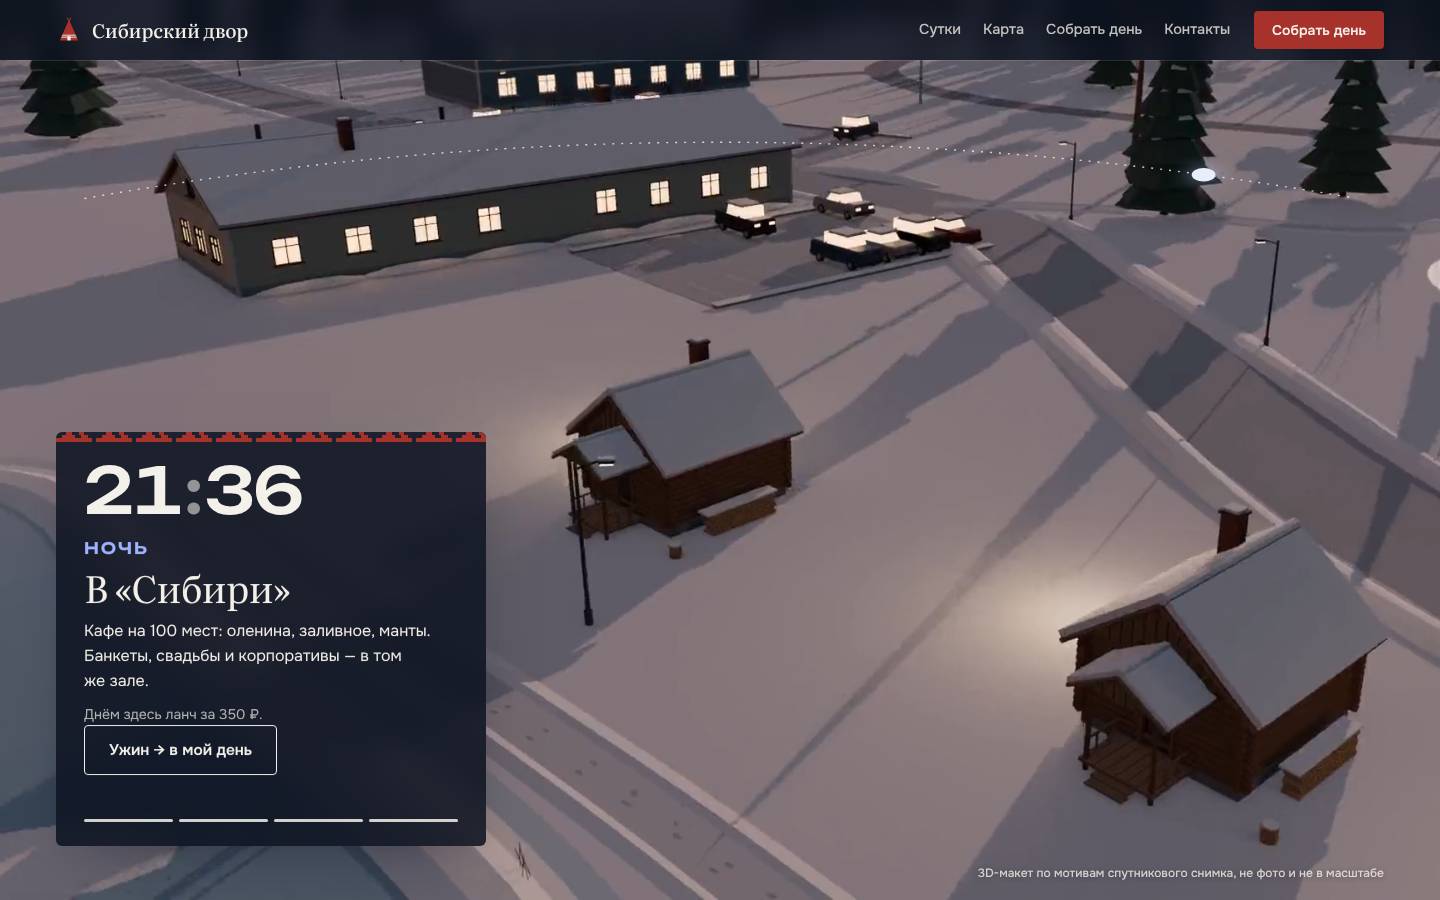 Сибирский двор
Сутки
Карта
Собрать день
Контакты
Собрать день
21:36
НОЧЬ
В «Сибири»
Кафе на 100 мест: оленина, заливное, манты.
Банкеты, свадьбы и корпоративы — в том
же зале.
Днём здесь ланч за 350 ₽.
Ужин → в мой день
3D-макет по мотивам спутникового снимка, не фото и не в масштабе